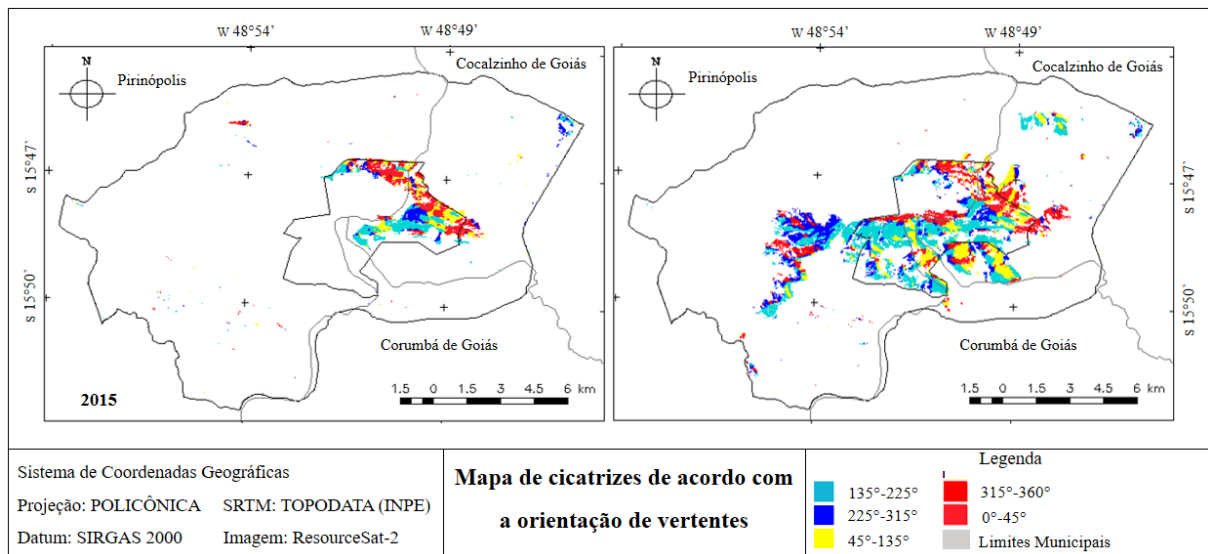 W 48°54’
W 48°49’
N
Pirinópolis
Cocalzinho de Goiás
S 15°47’
S 15°50’
Corumbá de Goiás
1.5 0 1.5 3 4.5 6 km
2015
W 48°54’
W 48°49’
N
Pirinópolis
Cocalzinho de Goiás
S 15°47’
S 15°50’
Corumbá de Goiás
1.5 0 1.5 3 4.5 6 km
Sistema de Coordenadas Geográficas
Projeção: POLICÔNICA SRTM: TOPODATA (INPE)
Datum: SIRGAS 2000 Imagem: ResourceSat-2
Mapa de cicatrizes de acordo com
a orientação de vertentes
Legenda
135°-225° 315°-360°
225°-315° 0°-45°
45°-135° Limites Municipais